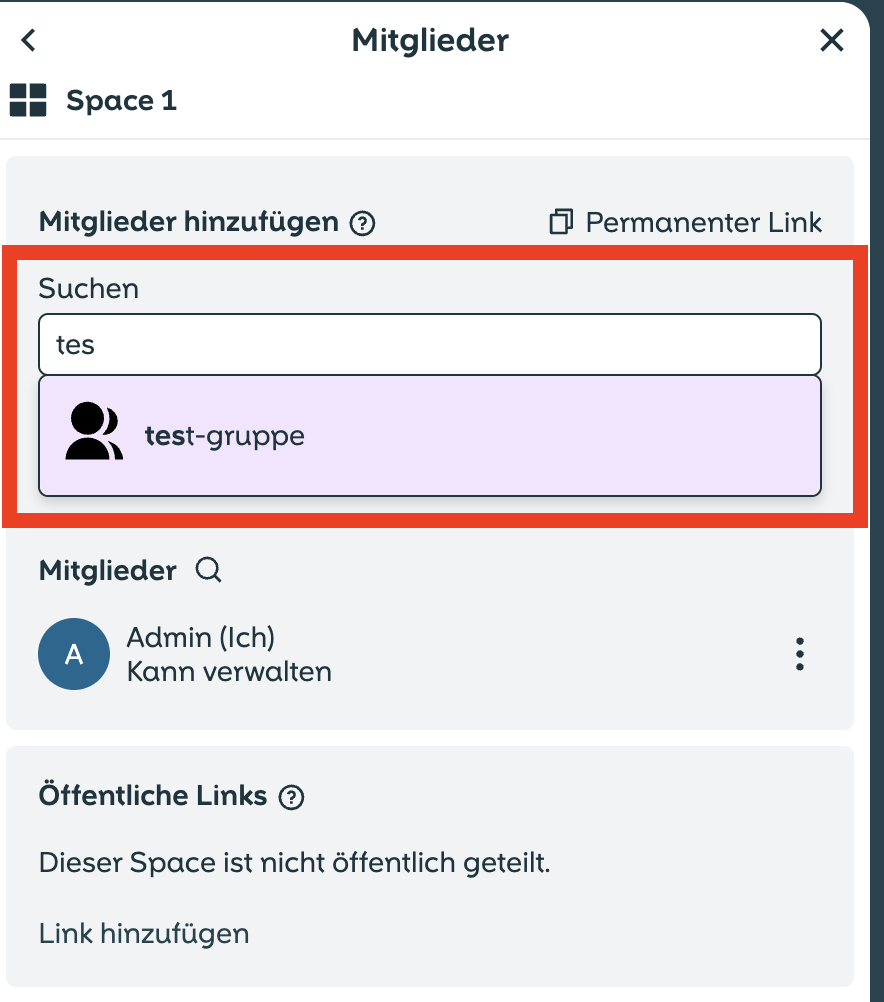 Mitglieder
Space 1
Mitglieder hinzufügen ? Permanenter Link
Suchen
tes
test-gruppe
Mitglieder
A
Admin (Ich)
Kann verwalten
Öffentliche Links ?
Dieser Space ist nicht öffentlich geteilt.
Link hinzufügen